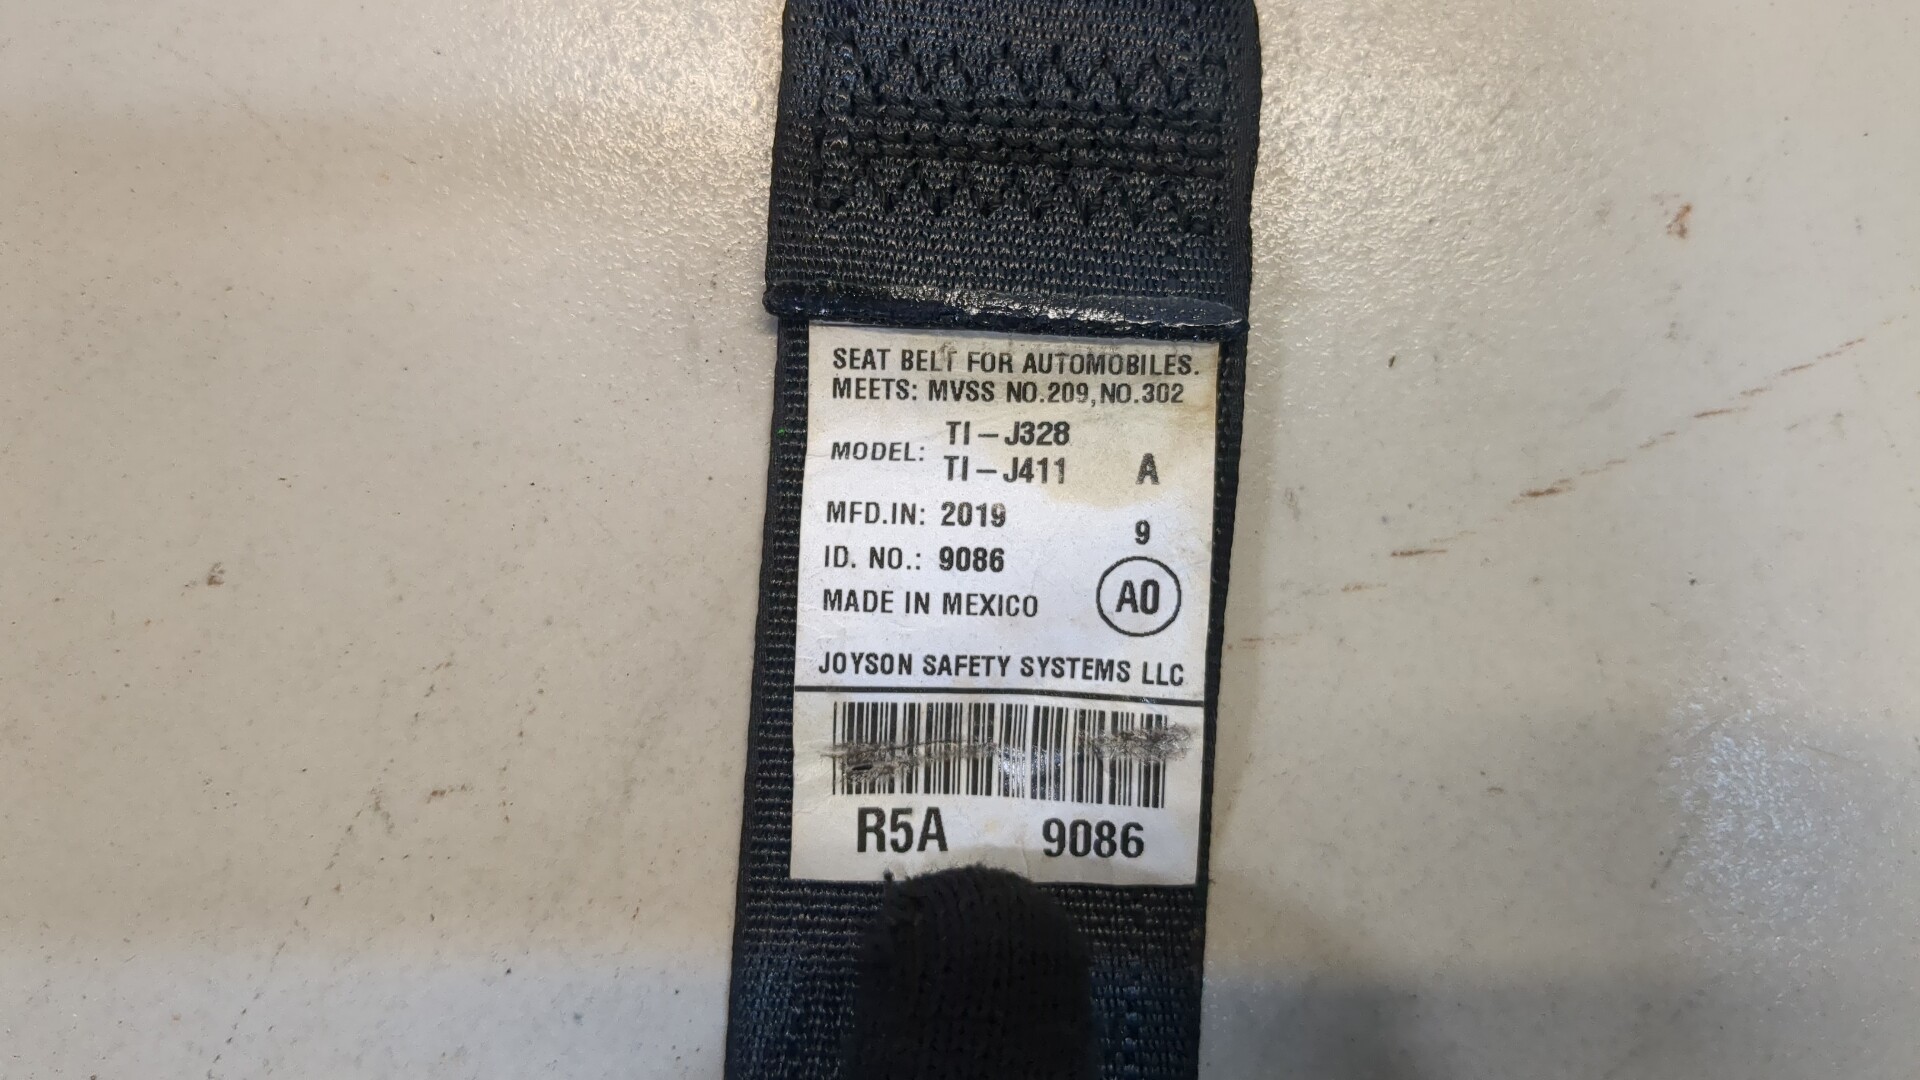 SEAT BELT FOR AUTOMOBILES.
MEETS: MVSS NO.209,NO.302
MODEL: TI-J328
TI-J411 A
MFD.IN: 2019
9
ID. NO.: 9086
MADE IN MEXICO
A0
JOYSON SAFETY SYSTEMS LLC
R5A 9086